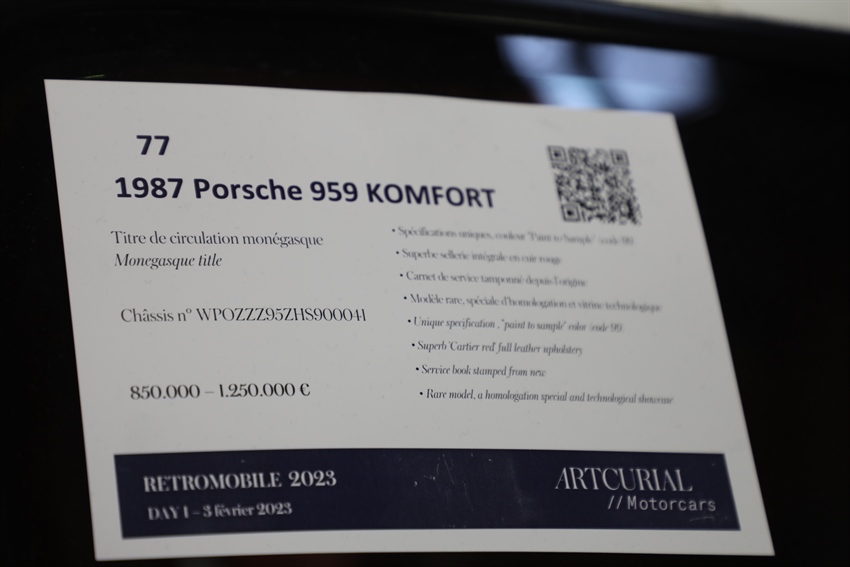 77
1987 Porsche 959 KOMFORT
Titre de circulation monégasque
Monegasque title
Châssis n° WPOZZZ95ZHS900041
850.000 – 1.250.000 €
• Spécifications uniques, couleur "Paint to Sample" (code 99)
• Superbe sellerie intégrale en cuir rouge
• Carnet de service tamponné depuis l'origine
• Modèle rare, spéciale d'homologation et vitrine technologique
• Unique specification , "paint to sample" color (code 99)
• Superb 'Cartier red' full leather upholstery
• Service book stamped from new
• Rare model, a homologation special and technological showcase
RETROMOBILE 2023
DAY 1 – 3 février 2023
ARTCURIAL
// Motorcars